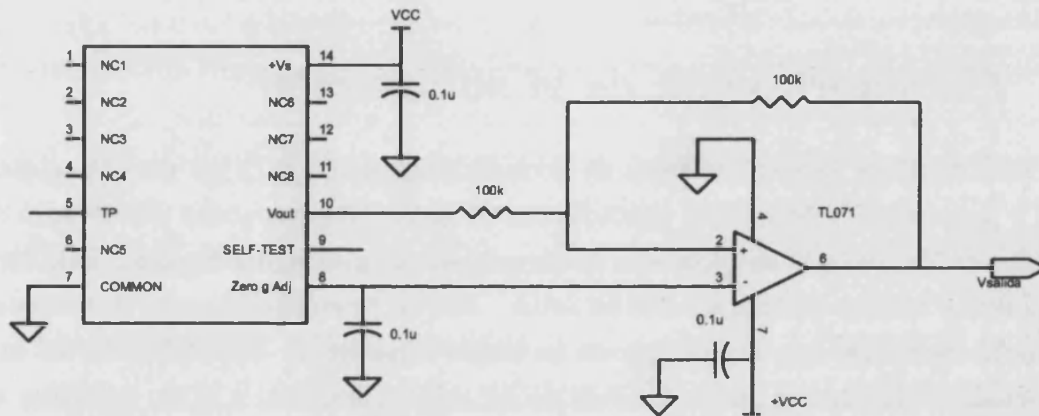 VCC
1 NC1 +Vs 14
0.1u
2 NC2 NC6 13
3 NC3 NC7 12
4 NC4 NC8 11
5 TP Vout 10
6 NC5 SELF-TEST 9
7 COMMON Zero g Adj 8
0.1u
100k
100k
4
TL071
2 +
3 -
6
Vsalida
0.1u
7
+VCC